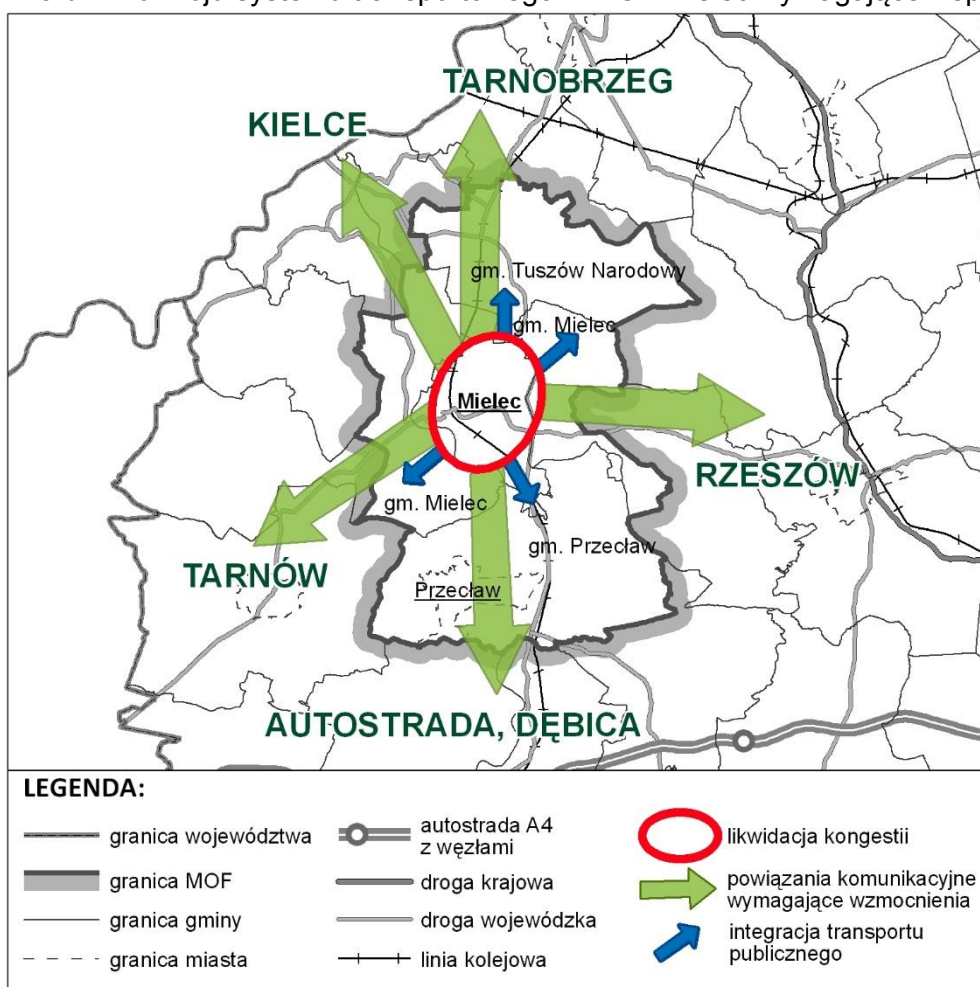 TARNOBRZEG
KIELCE
gm. Tuszów Narodowy
gm. Mielec
Mielec
RZESZÓW
gm. Mielec
gm. Przecław
TARNÓW
Przecław
AUTOSTRADA, DĘBICA
LEGENDA:
granica województwa
granica MOF
granica gminy
granica miasta
autostrada A4
z węzłami
droga krajowa
droga wojewódzka
linia kolejowa
likwidacja kongestii
powiązania komunikacyjne
wymagające wzmocnienia
integracja transportu
publicznego